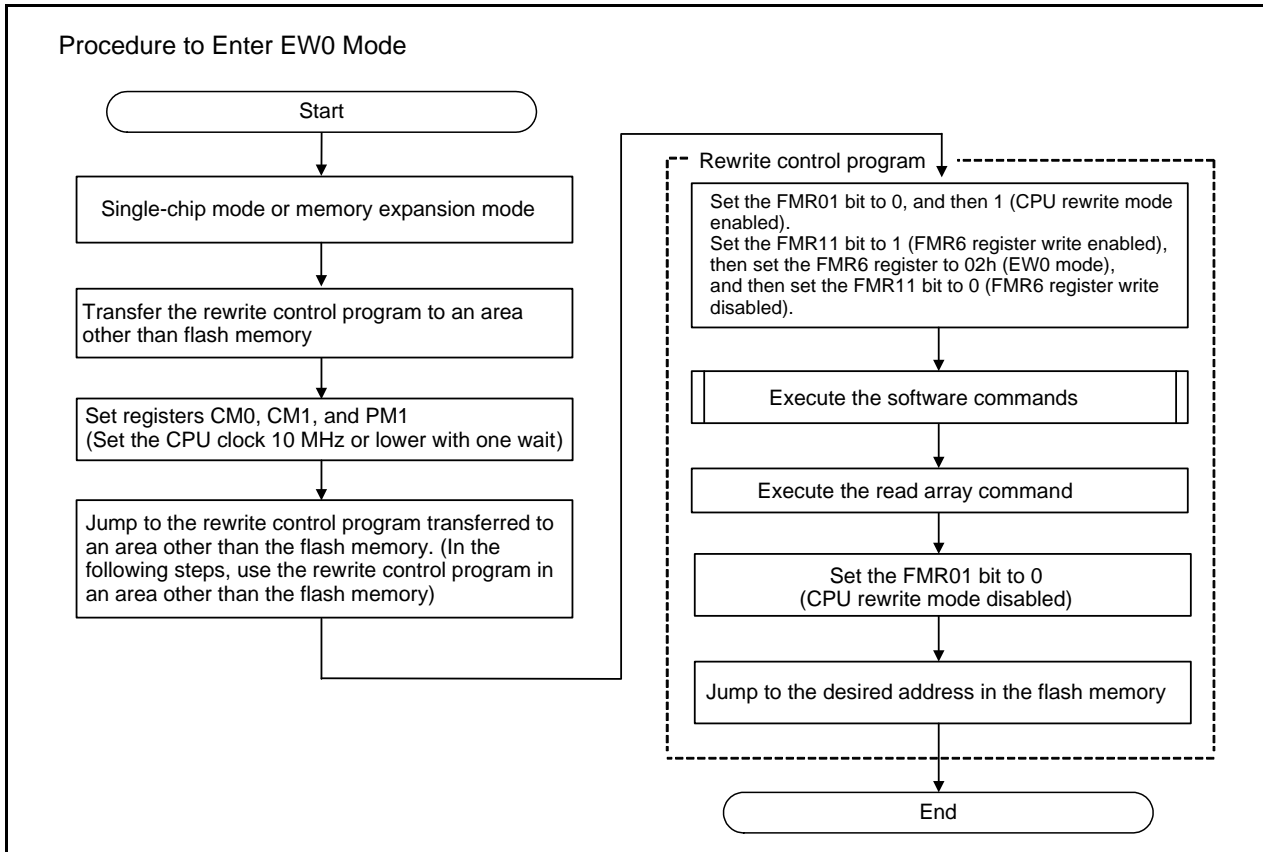 Procedure to Enter EW0 Mode
Start
Single-chip mode or memory expansion mode
Transfer the rewrite control program to an area
other than flash memory
Set registers CM0, CM1, and PM1
(Set the CPU clock 10 MHz or lower with one wait)
Jump to the rewrite control program transferred to
an area other than the flash memory. (In the
following steps, use the rewrite control program in
an area other than the flash memory)
Rewrite control program
Set the FMR01 bit to 0, and then 1 (CPU rewrite mode
enabled).
Set the FMR11 bit to 1 (FMR6 register write enabled),
then set the FMR6 register to 02h (EW0 mode),
and then set the FMR11 bit to 0 (FMR6 register write
disabled).
Execute the software commands
Execute the read array command
Set the FMR01 bit to 0
(CPU rewrite mode disabled)
Jump to the desired address in the flash memory
End